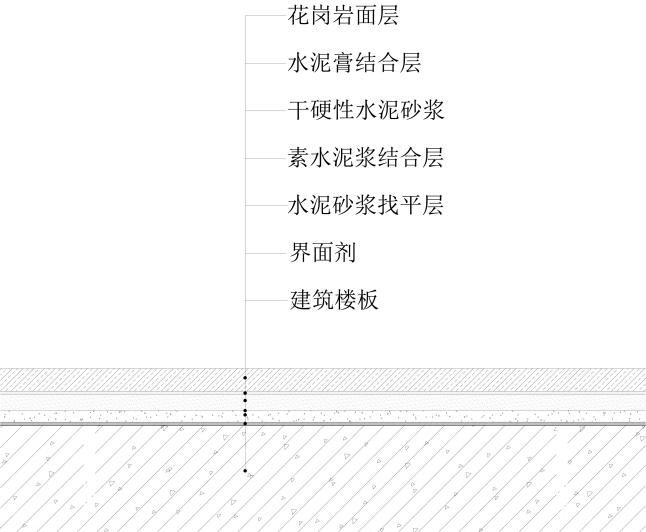 花岗岩面层
水泥膏结合层
干硬性水泥砂浆
素水泥浆结合层
水泥砂浆找平层
界面剂
建筑楼板